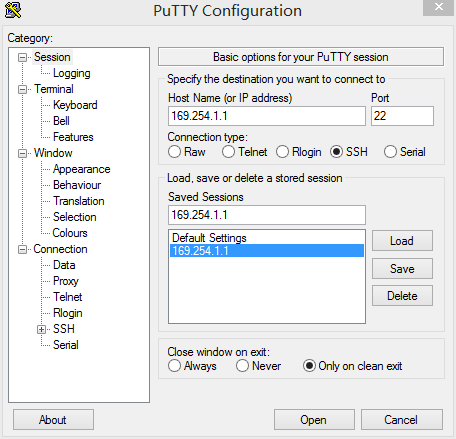 PuTTY Configuration
Category:
Session
Logging
Terminal
Keyboard
Bell
Features
Window
Appearance
Behaviour
Translation
Selection
Colours
Connection
Data
Proxy
Telnet
Rlogin
SSH
Serial
Basic options for your PuTTY session
Specify the destination you want to connect to
Host Name (or IP address) Port
169.254.1.1 22
Connection type:
Raw Telnet Rlogin SSH Serial
Load, save or delete a stored session
Saved Sessions
169.254.1.1
Default Settings
169.254.1.1
Load
Save
Delete
Close window on exit:
Always Never Only on clean exit
About Open Cancel